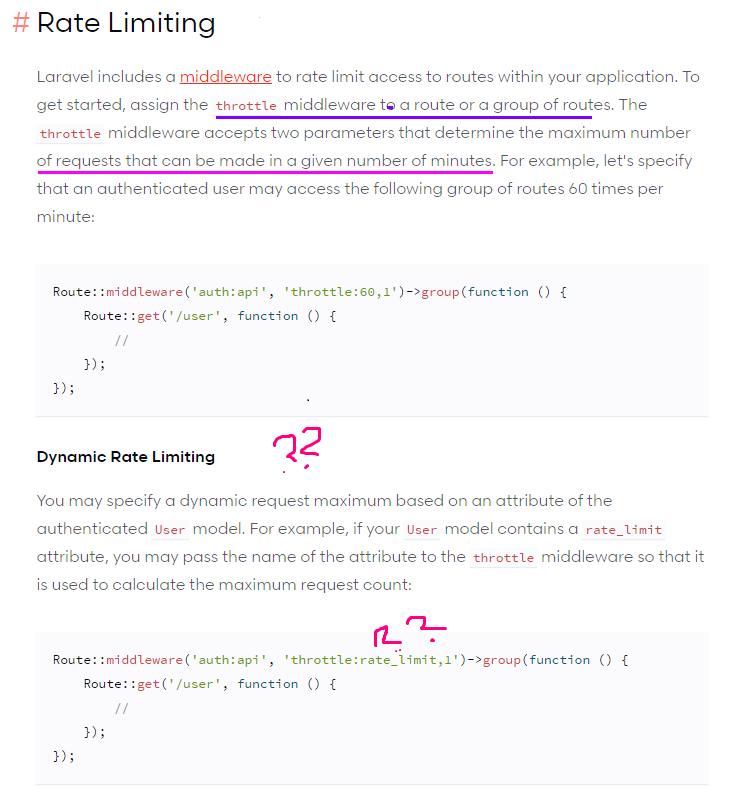 # Rate Limiting
Laravel includes a middleware to rate limit access to routes within your application. To
get started, assign the throttle middleware to a route or a group of routes. The
throttle middleware accepts two parameters that determine the maximum number
of requests that can be made in a given number of minutes. For example, let's specify
that an authenticated user may access the following group of routes 60 times per
minute:
Route::middleware('auth:api', 'throttle:60,1')->group(function () {
    Route::get('/user', function () {
        //
    });
});
??
Dynamic Rate Limiting
You may specify a dynamic request maximum based on an attribute of the
authenticated User model. For example, if your User model contains a rate_limit
attribute, you may pass the name of the attribute to the throttle middleware so that it
is used to calculate the maximum request count:
??
Route::middleware('auth:api', 'throttle:rate_limit,1')->group(function () {
    Route::get('/user', function () {
        //
    });
});